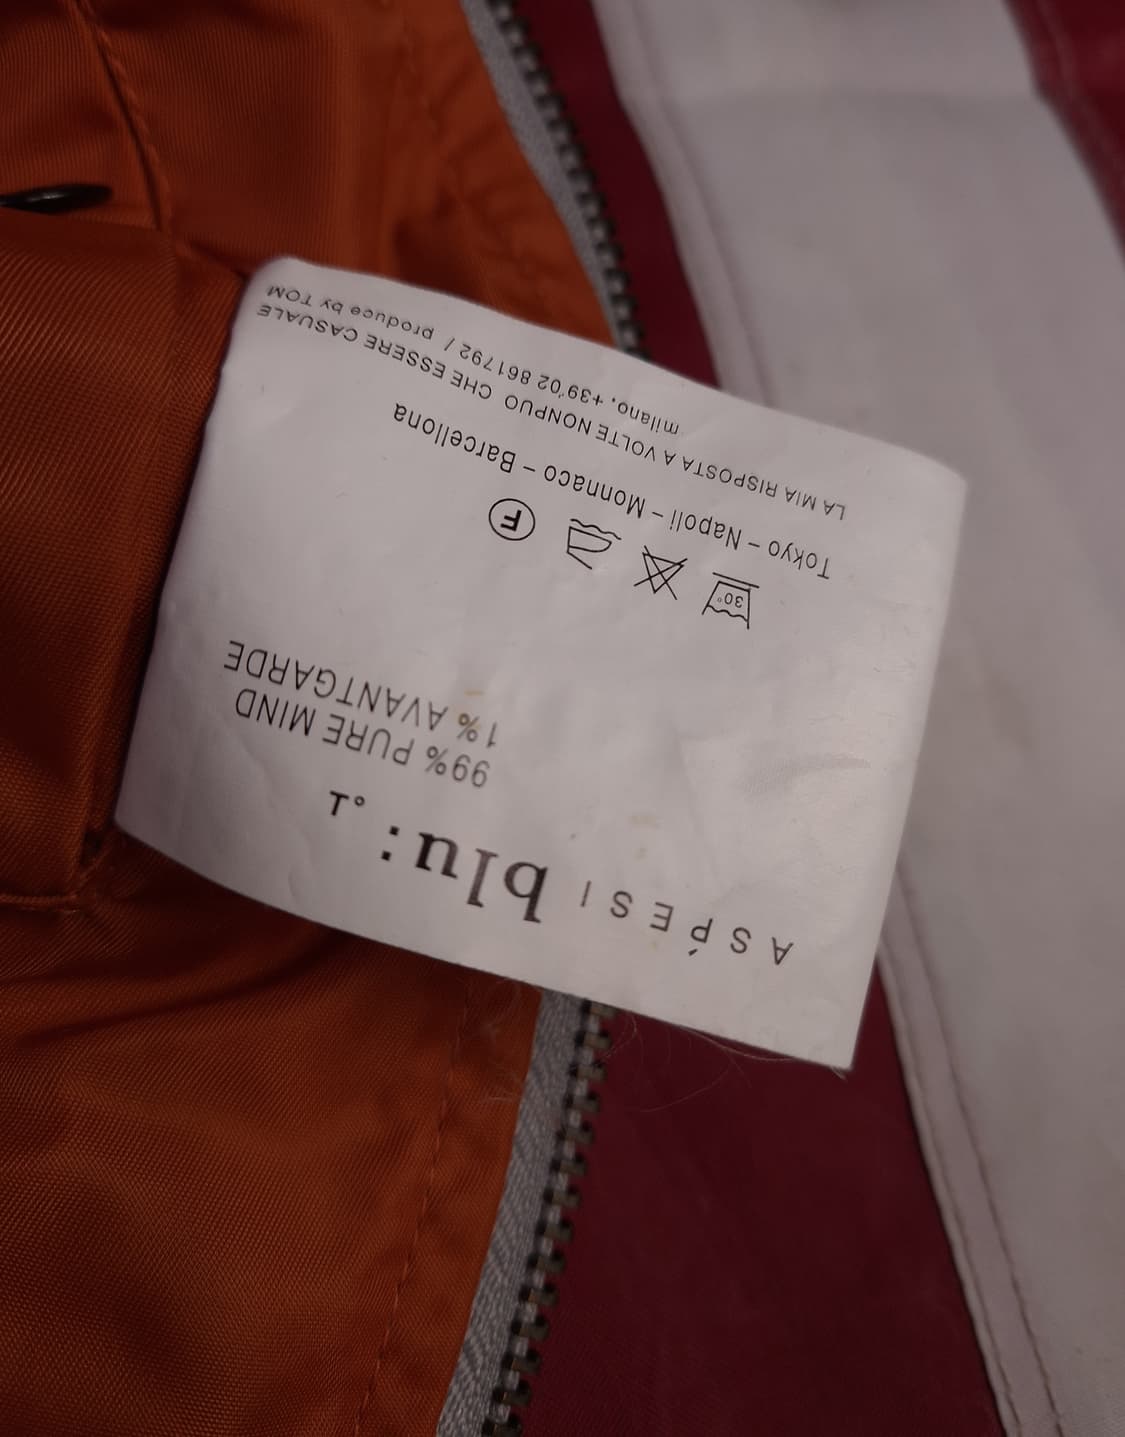 ASPESI blu: T°
99% PURE MIND
1% AVANTGARDE
30°
F
Tokyo – Napoli – Monnaco – Barcellona
LA MIA RISPOSTA A VOLTE NONPUO CHE ESSERE CASUALE
milano, +39'02 861792 / produce by TOM